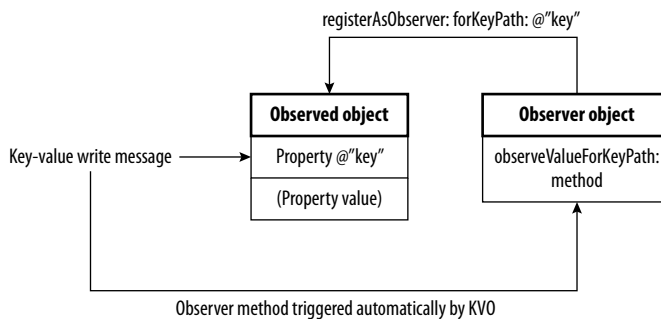 registerAsObserver: forKeyPath: @”key”
Observed object
Observer object
Key-value write message
Property @”key”
observeValueForKeyPath:
method
(Property value)
Observer method triggered automatically by KVO